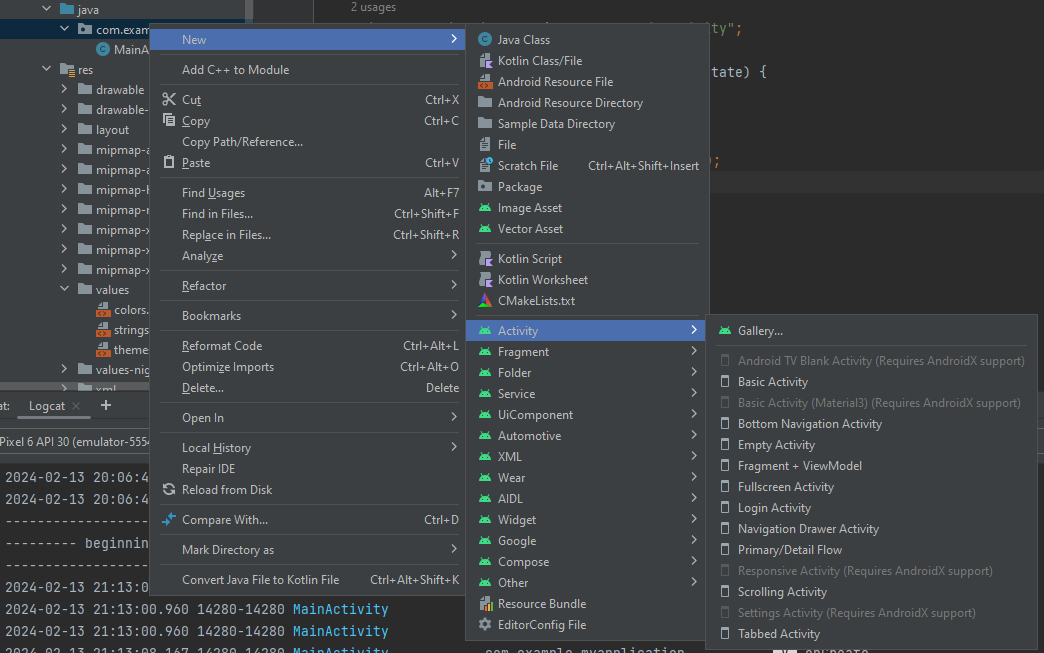 java
2 usages
com.exam
MainA
ty";
res
tate) {
drawable
drawable-
layout
mipmap-a
mipmap-a
);
mipmap-h
mipmap-
mipmap-x
mipmap-x
mipmap-x
values
colors.
strings
theme
values-nig
xml
at:
Logcat
Pixel 6 API 30 (emulator-5554
2024-02-13 20:06:4
2024-02-13 20:06:4
--------- beginnin
2024-02-13 21:13:0
2024-02-13 21:13:00.960 14280-14280 MainActivity
2024-02-13 21:13:00.960 14280-14280 MainActivity
2024-02-13 21:13:08.167 14280-14280 MainActivity com.example.myapplication onCreate
New
Add C++ to Module
Cut Ctrl+X
Copy Ctrl+C
Copy Path/Reference...
Paste Ctrl+V
Find Usages Alt+F7
Find in Files... Ctrl+Shift+F
Replace in Files... Ctrl+Shift+R
Analyze
Refactor
Bookmarks
Reformat Code Ctrl+Alt+L
Optimize Imports Ctrl+Alt+O
Delete... Delete
Open In
Local History
Repair IDE
Reload from Disk
Compare With... Ctrl+D
Mark Directory as
Convert Java File to Kotlin File Ctrl+Alt+Shift+K
Java Class
Kotlin Class/File
Android Resource File
Android Resource Directory
Sample Data Directory
File
Scratch File Ctrl+Alt+Shift+Insert
Package
Image Asset
Vector Asset
Kotlin Script
Kotlin Worksheet
CMakeLists.txt
Activity
Fragment
Folder
Service
UiComponent
Automotive
XML
Wear
AIDL
Widget
Google
Compose
Other
Resource Bundle
EditorConfig File
Gallery...
Android TV Blank Activity (Requires AndroidX support)
Basic Activity
Basic Activity (Material3) (Requires AndroidX support)
Bottom Navigation Activity
Empty Activity
Fragment + ViewModel
Fullscreen Activity
Login Activity
Navigation Drawer Activity
Primary/Detail Flow
Responsive Activity (Requires AndroidX support)
Scrolling Activity
Settings Activity (Requires AndroidX support)
Tabbed Activity